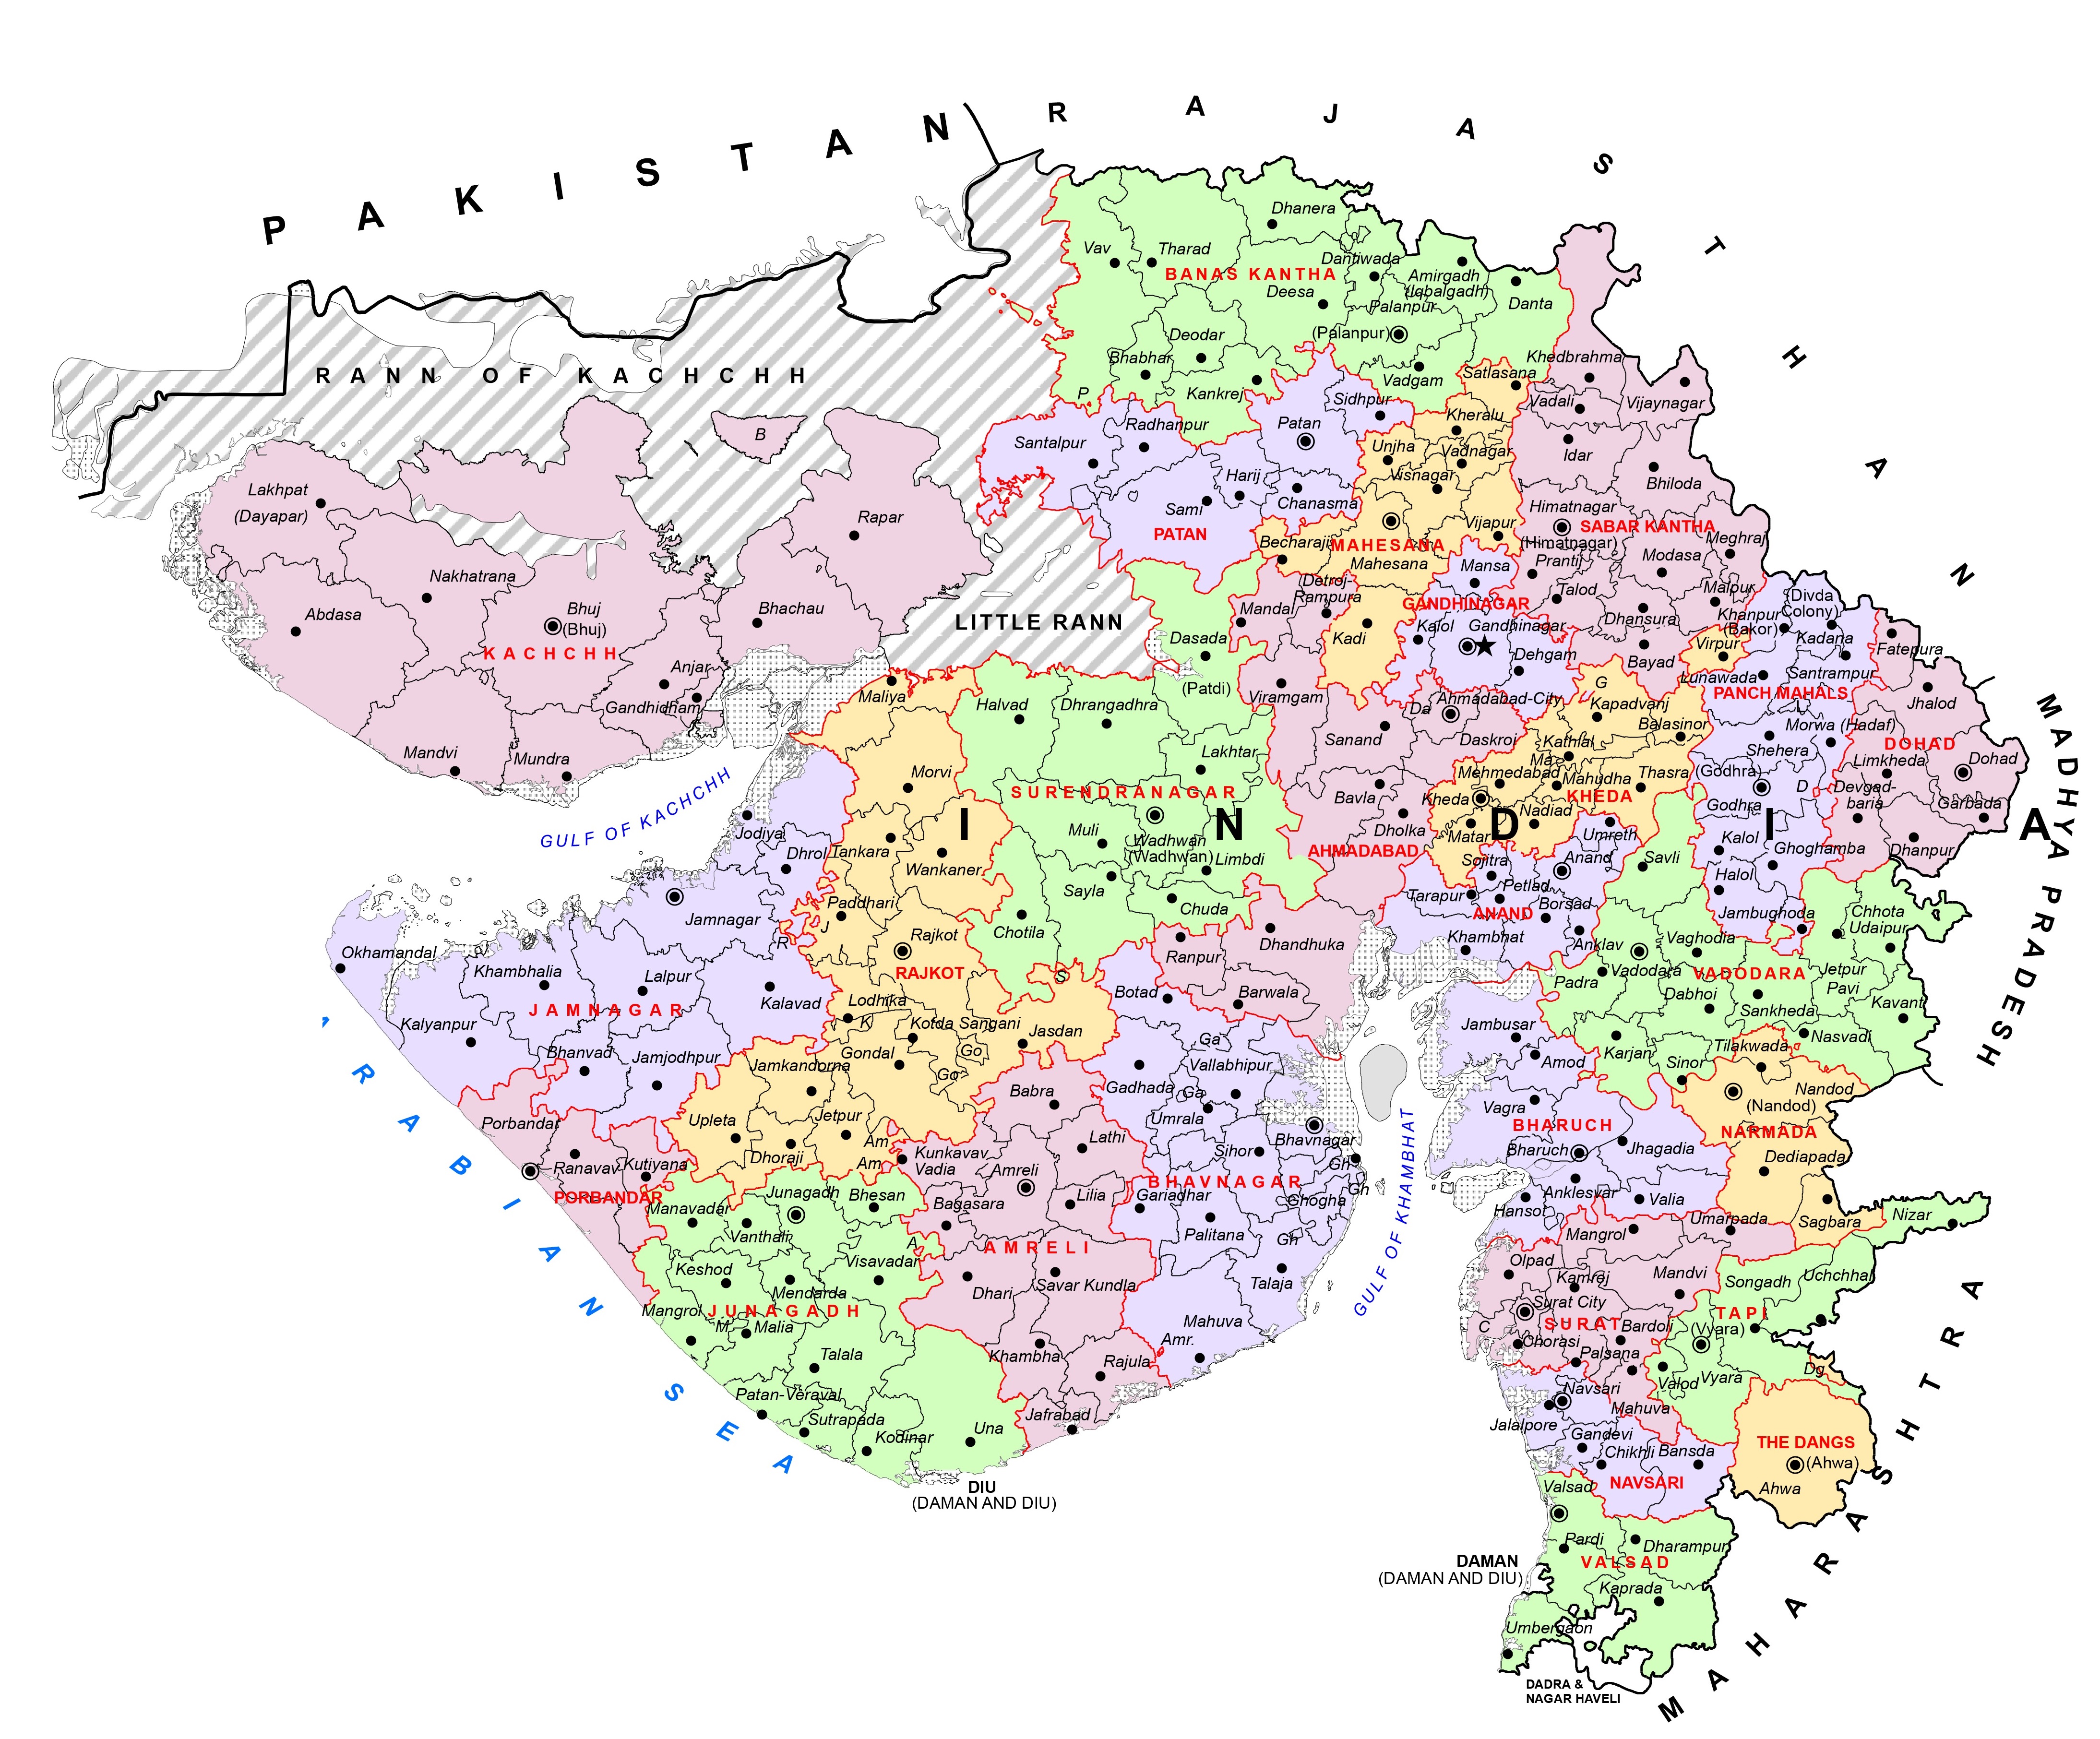 PAKISTAN
RAJASTHAN
MADHYA PRADESH
MAHARASHTRA
INDIA
ARABIAN SEA
GULF OF KACHCHH
GULF OF KHAMBHAT
RANN OF KACHCHH
LITTLE RANN
KACHCHH
Lakhpat
(Dayapar)
Rapar
B
Nakhatrana
Abdasa
Bhuj
(Bhuj)
Bhachau
Anjar
Gandhidham
Mandvi
Mundra
BANAS KANTHA
Dhanera
Vav
Tharad
Dantiwada
Amirgadh
(Iqbalgadh)
Deesa
Palanpur
(Palanpur)
Danta
Deodar
Bhabhar
Kankrej
Vadgam
P
PATAN
Santalpur
Radhanpur
Patan
Sidhpur
Harij
Sami
Chanasma
MAHESANA
Satlasana
Kheralu
Unjha
Vadnagar
Visnagar
Vijapur
Becharaji
Mahesana
Kadi
SABAR KANTHA
Khedbrahma
Vadali
Vijaynagar
Idar
Bhiloda
Himatnagar
(Himatnagar)
Meghraj
Modasa
Prantij
Talod
Malpur
Dhansura
Bayad
GANDHINAGAR
Mansa
Kalol
Gandhinagar
Dehgam
AHMADABAD
Mandal
Detroj-
Rampura
Viramgam
Ahmadabad-City
Da
Sanand
Daskroi
Bavla
Dholka
Dhandhuka
Ranpur
Barwala
SURENDRANAGAR
Dasada
(Patdi)
Halvad
Dhrangadhra
Lakhtar
Muli
Wadhwan
(Wadhwan)
Limbdi
Sayla
Chuda
Chotila
S
RAJKOT
Maliya
Morvi
Tankara
Wankaner
Paddhari
J
Rajkot
Lodhika
K
Kotda Sangani
Jasdan
Gondal
Go
Go
Jamkandorna
Upleta
Jetpur
Dhoraji
Am
Am
JAMNAGAR
Jodiya
Dhrol
Jamnagar
R
Okhamandal
Khambhalia
Lalpur
Kalavad
Kalyanpur
Bhanvad
Jamjodhpur
PORBANDAR
Porbandar
Ranavav
Kutiyana
JUNAGADH
Junagadh
Bhesan
Manavadar
Vanthali
A
Visavadar
Keshod
Mendarda
Mangrol
M
Malia
Talala
Patan-Veraval
Sutrapada
Kodinar
Una
DIU
(DAMAN AND DIU)
AMRELI
Babra
Lathi
Kunkavav
Vadia
Amreli
Lilia
Bagasara
Dhari
Savar Kundla
Khambha
Rajula
Jafrabad
BHAVNAGAR
Botad
Ga
Vallabhipur
Gadhada
Ga
Umrala
Bhavnagar
Sihor
Gh
Gh
Ghogha
Gariadhar
Palitana
Gh
Talaja
Mahuva
Amr.
KHEDA
G
Kapadvanj
Balasinor
Virpur
Kathlal
Ma
Mehmedabad
Mahudha
Thasra
Kheda
Nadiad
Matar
ANAND
Umreth
Sojitra
Anand
Petlad
Tarapur
Borsad
Khambhat
Anklav
PANCH MAHALS
(Divda
Colony)
Khanpur
(Bakor)
Kadana
Lunawada
Santrampur
L
Morwa (Hadaf)
Shehera
(Godhra)
Godhra
D
Kalol
Ghoghamba
Halol
Jambughoda
DOHAD
Fatepura
Jhalod
Limkheda
Dohad
Devgad-
baria
Garbada
Dhanpur
VADODARA
Savli
Chhota
Udaipur
Vaghodia
Vadodara
Padra
Jetpur
Pavi
Dabhoi
Kavant
Sankheda
Nasvadi
Karjan
Sinor
NARMADA
Tilakwada
Nandod
(Nandod)
Dediapada
Sagbara
BHARUCH
Jambusar
Amod
Vagra
Bharuch
Jhagadia
Anklesvar
Valia
Hansot
SURAT
Umarpada
Mangrol
Olpad
Kamrej
Mandvi
Surat City
C
Chorasi
Bardoli
Palsana
Mahuva
TAPI
Nizar
Uchchhal
Songadh
(Vyara)
Vyara
Valod
THE DANGS
Dg
(Ahwa)
Ahwa
NAVSARI
Navsari
Jalalpore
Gandevi
Chikhli
Bansda
VALSAD
Valsad
Pardi
Dharampur
Kaprada
Umbergaon
P
DAMAN
(DAMAN AND DIU)
DADRA &
NAGAR HAVELI